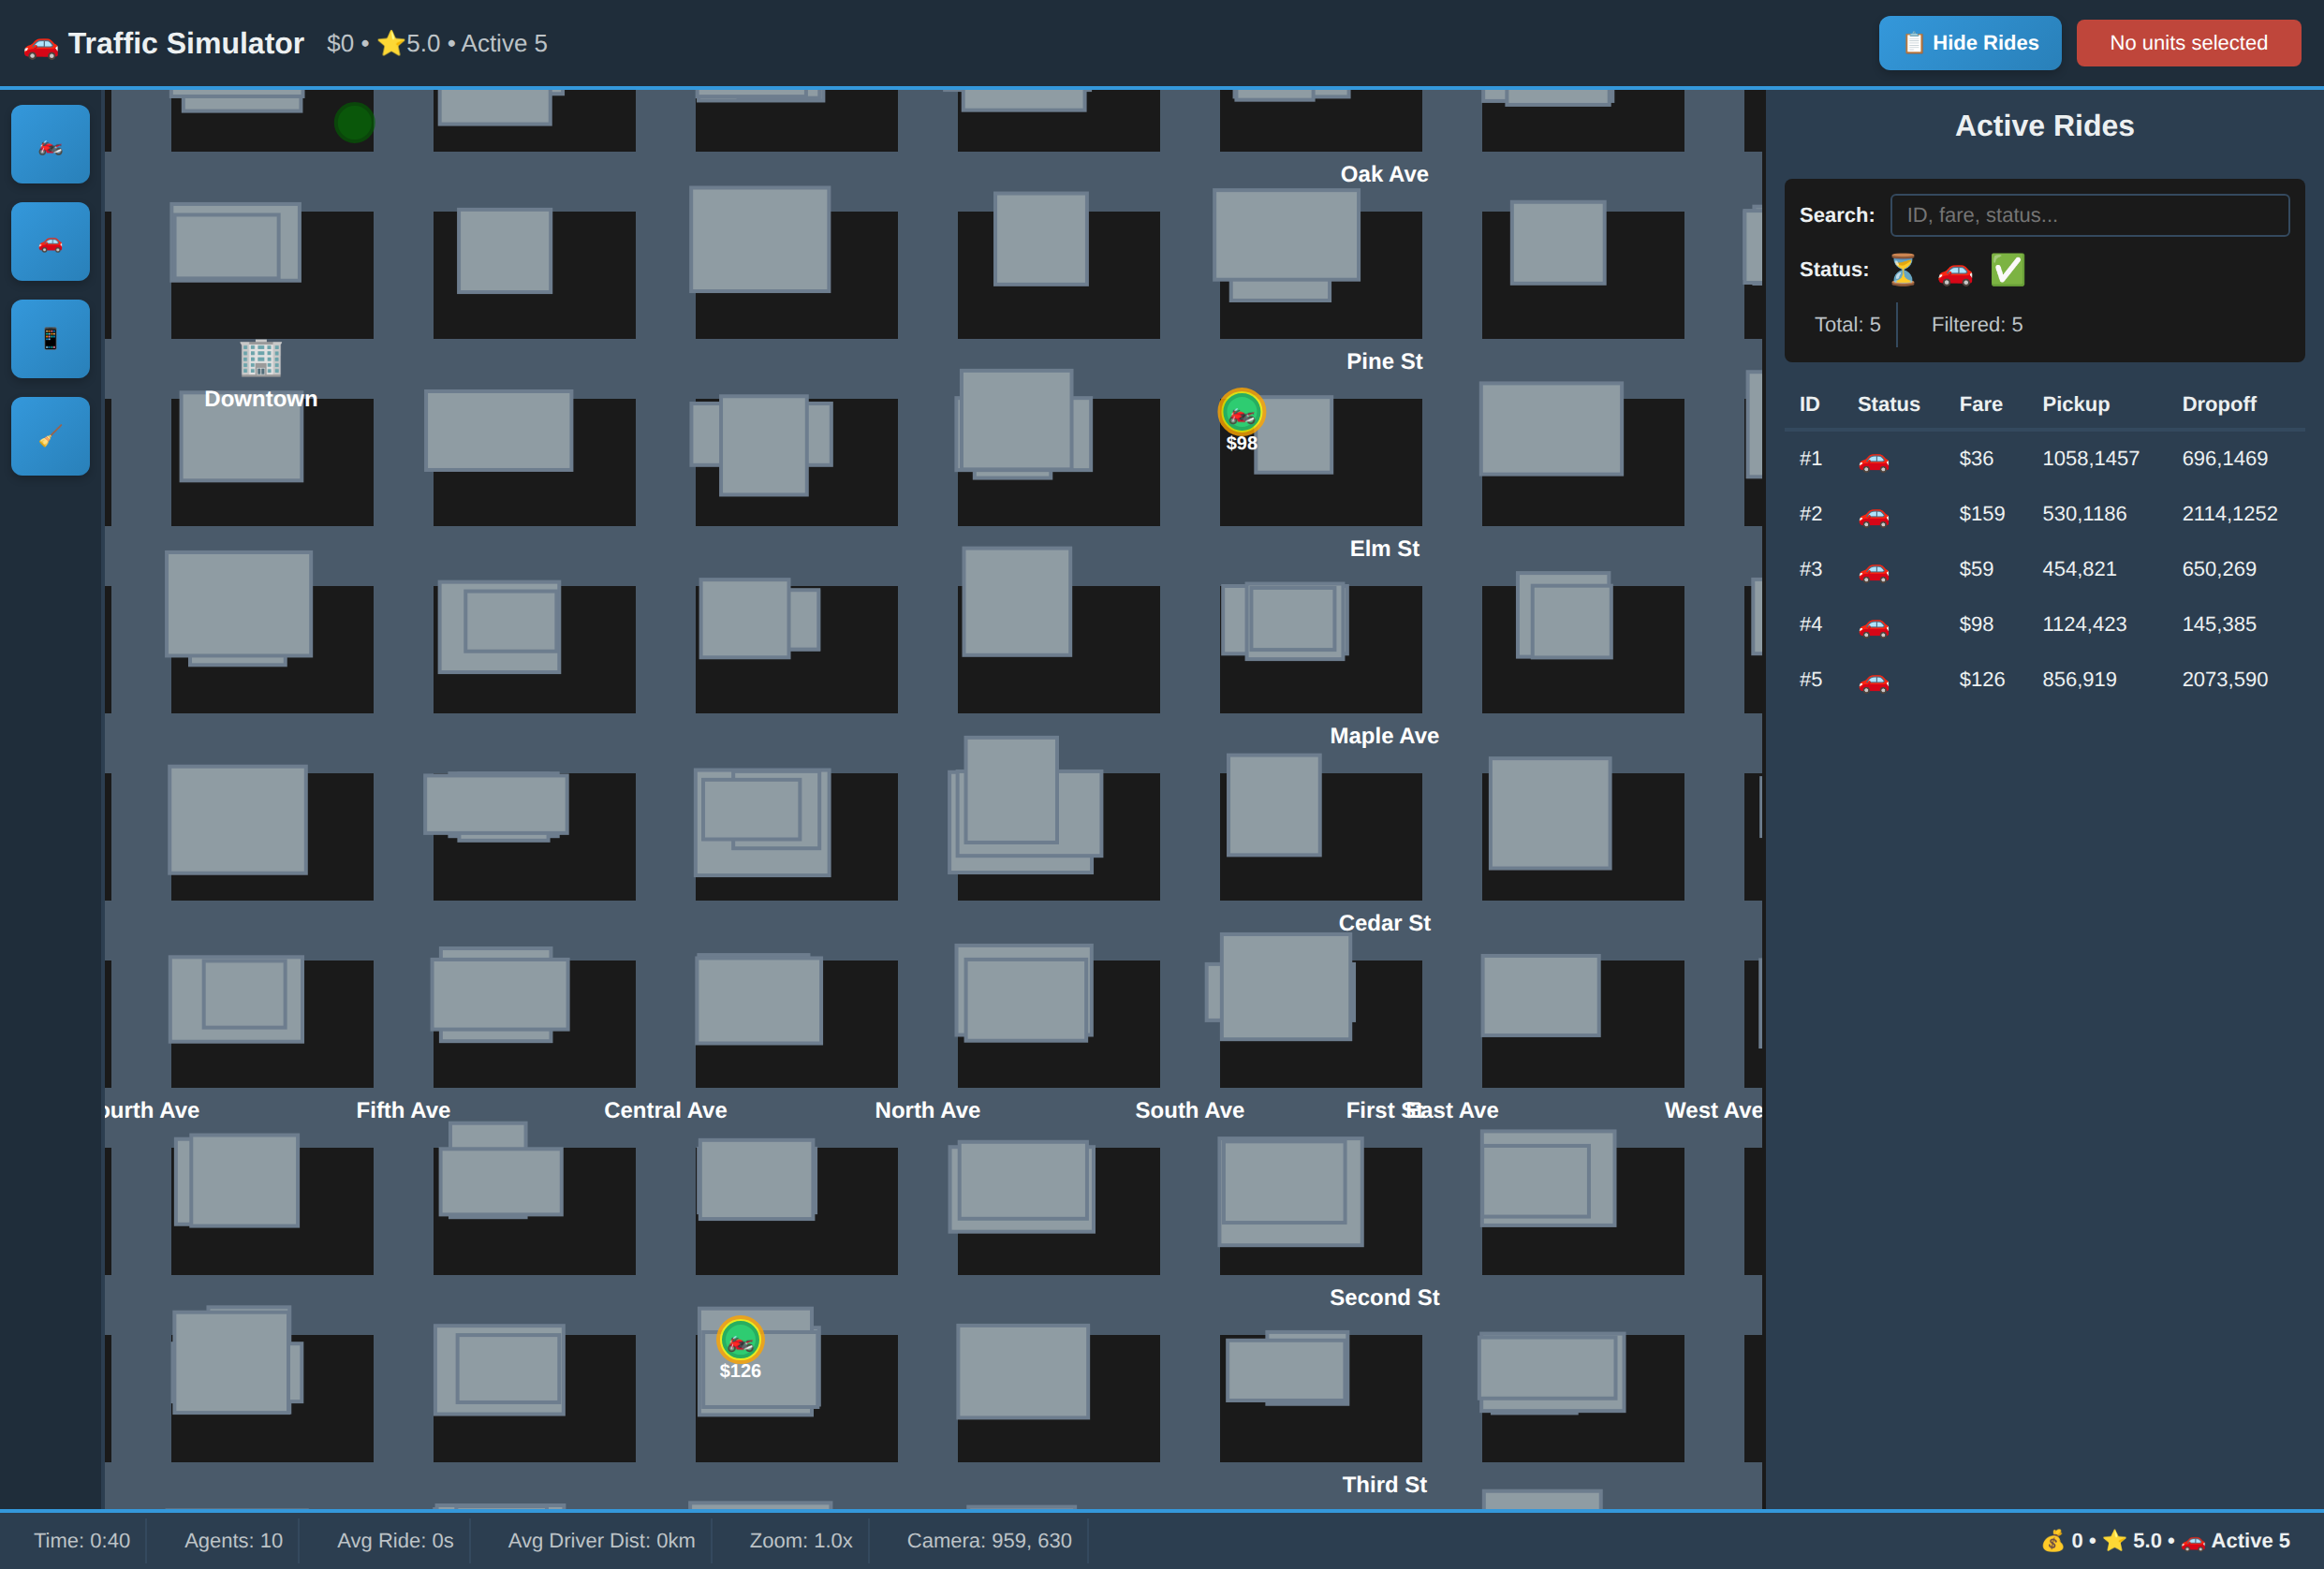 🚗 Traffic Simulator
$0 • ⭐5.0 • Active 5
📋 Hide Rides
No units selected
Oak Ave
Pine St
Downtown
$98
Elm St
Maple Ave
Cedar St
ourth Ave
Fifth Ave
Central Ave
North Ave
South Ave
First St
East Ave
West Ave
Second St
$126
Third St
Active Rides
Search: ID, fare, status...
Status: ⏳ 🚗 ✅
Total: 5
Filtered: 5
ID Status Fare Pickup Dropoff
#1 🚗 $36 1058,1457 696,1469
#2 🚗 $159 530,1186 2114,1252
#3 🚗 $59 454,821 650,269
#4 🚗 $98 1124,423 145,385
#5 🚗 $126 856,919 2073,590
Time: 0:40
Agents: 10
Avg Ride: 0s
Avg Driver Dist: 0km
Zoom: 1.0x
Camera: 959, 630
💰 0 • ⭐ 5.0 • 🚗 Active 5